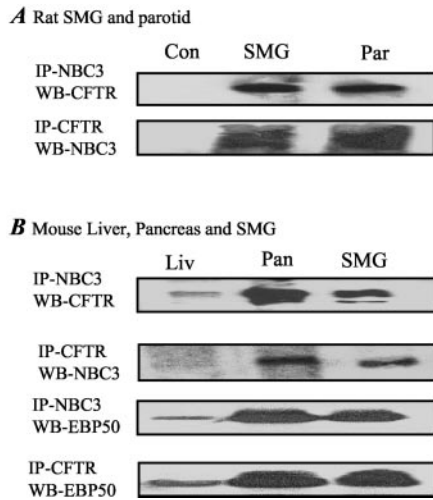 A Rat SMG and parotid
Con SMG Par
IP-NBC3
WB-CFTR
IP-CFTR
WB-NBC3
B Mouse Liver, Pancreas and SMG
Liv Pan SMG
IP-NBC3
WB-CFTR
IP-CFTR
WB-NBC3
IP-NBC3
WB-EBP50
IP-CFTR
WB-EBP50